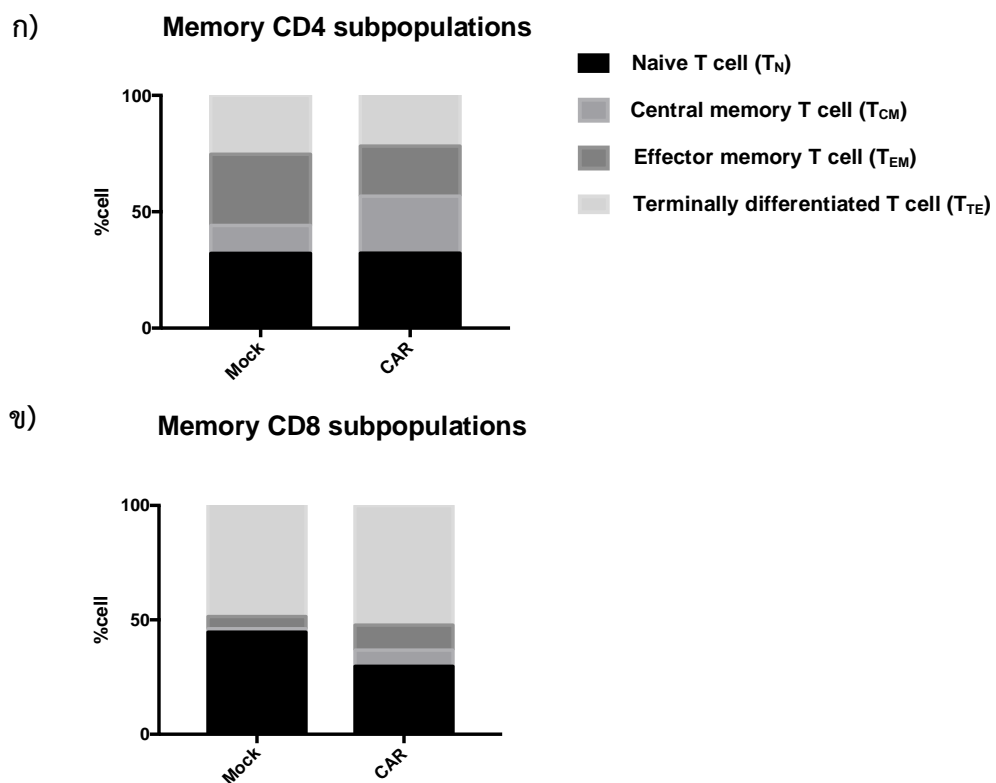 ก)
Memory CD4 subpopulations
Naive T cell (TN)
Central memory T cell (TCM)
Effector memory T cell (TEM)
Terminally differentiated T cell (TTE)
%cell
100
50
0
Mock
CAR
ข)
Memory CD8 subpopulations
%cell
100
50
0
Mock
CAR